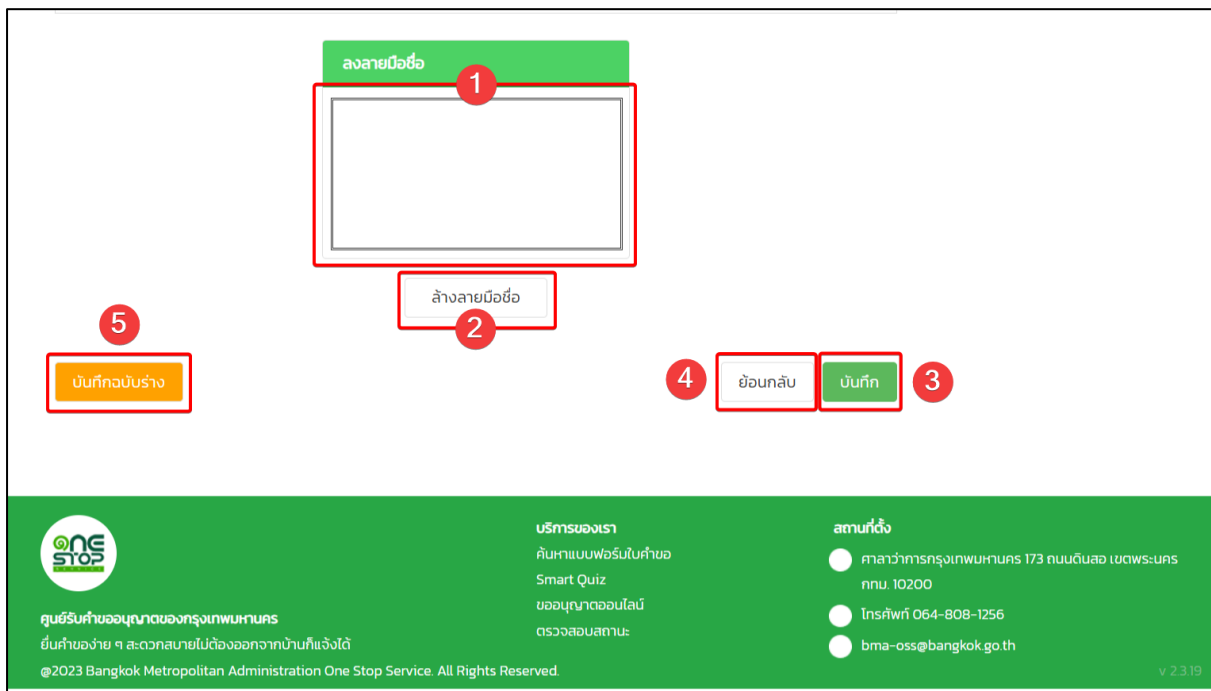 ลงลายมือชื่อ
1
ล้างลายมือชื่อ
2
5
บันทึกฉบับร่าง
4
ย้อนกลับ
บันทึก
3
ONE
STOP
SERVICE
ศูนย์รับคำขออนุญาตของกรุงเทพมหานคร
ยื่นคำของ่าย ๆ สะดวกสบายไม่ต้องออกจากบ้านก็แจ้งได้
@2023 Bangkok Metropolitan Administration One Stop Service. All Rights Reserved.
บริการของเรา
ค้นหาแบบฟอร์มใบคำขอ
Smart Quiz
ขออนุญาตออนไลน์
ตรวจสอบสถานะ
สถานที่ตั้ง
ศาลาว่าการกรุงเทพมหานคร 173 ถนนดินสอ เขตพระนคร
กทม. 10200
โทรศัพท์ 064-808-1256
bma-oss@bangkok.go.th
v 2.3.19